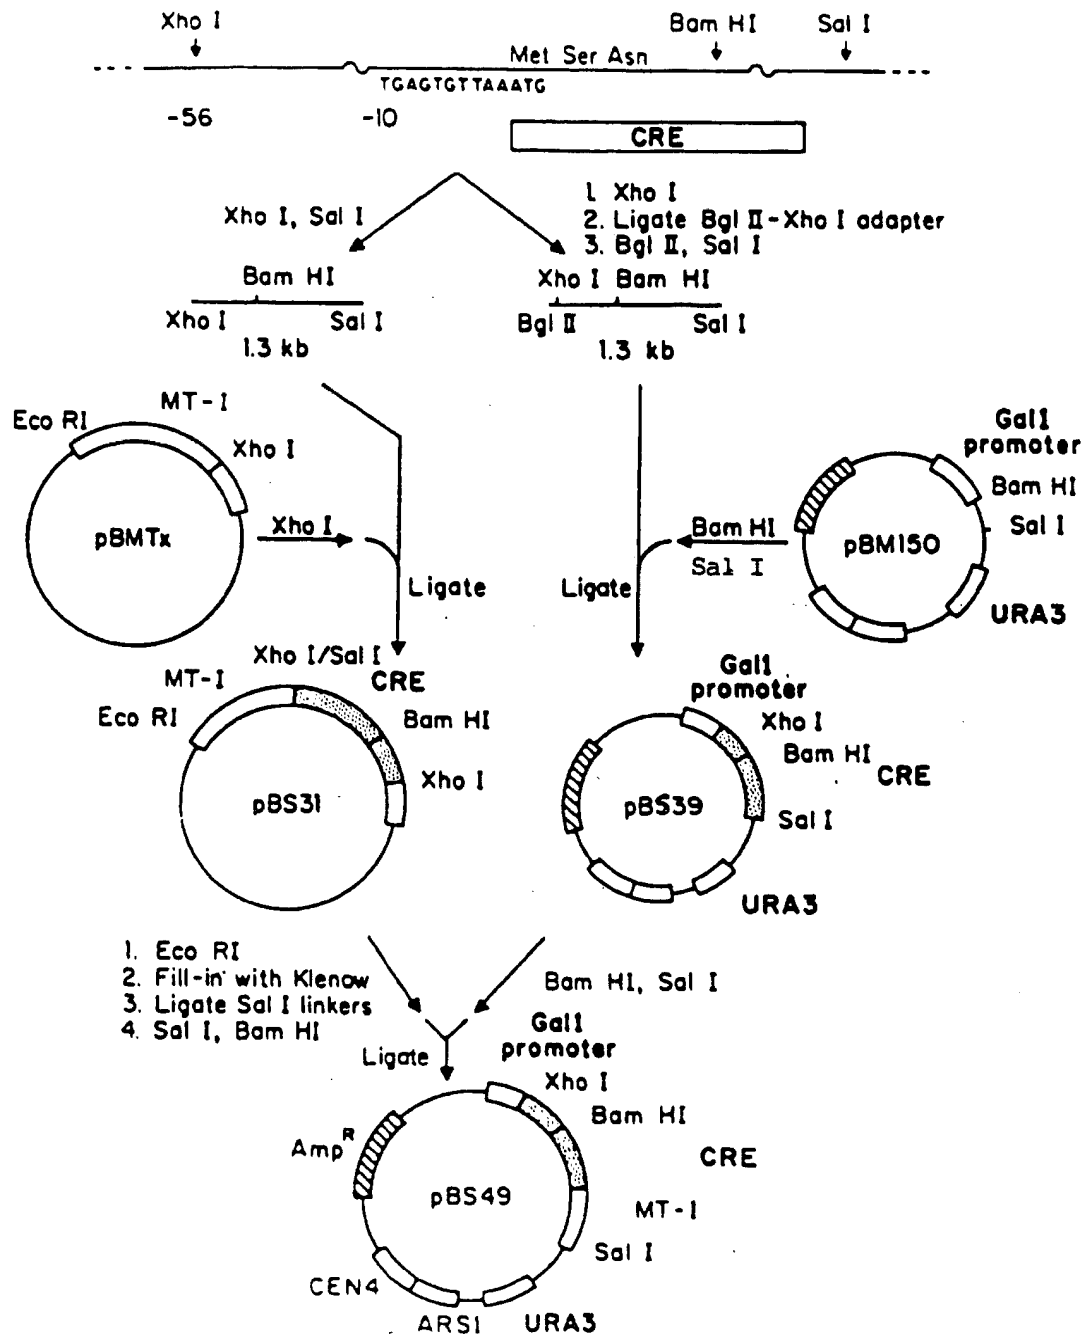 Xho I
Bam HI
Sal I
Met Ser Asn
TGAGTGTTAAATG
-56
-10
CRE
Xho I, Sal I
1. Xho I
2. Ligate Bgl II-Xho I adapter
3. Bgl II, Sal I
Bam HI
Xho I Sal I
1.3 kb
Xho I Bam HI
Bgl II Sal I
1.3 kb
MT-I
Eco RI
Xho I
pBMTx
Xho I
Ligate
Gal1
promoter
Bam HI
Sal I
pBM150
URA3
Bam HI
Sal I
Ligate
Xho I/Sal I
MT-I
CRE
Eco RI
Bam HI
Xho I
pBS31
Gal1
promoter
Xho I
Bam HI
CRE
Sal I
pBS39
URA3
1. Eco RI
2. Fill-in with Klenow
3. Ligate Sal I linkers
4. Sal I, Bam HI
Bam HI, Sal I
Ligate
Gal1
promoter
Xho I
Bam HI
CRE
MT-I
Sal I
Amp R
pBS49
CEN4
ARS1
URA3